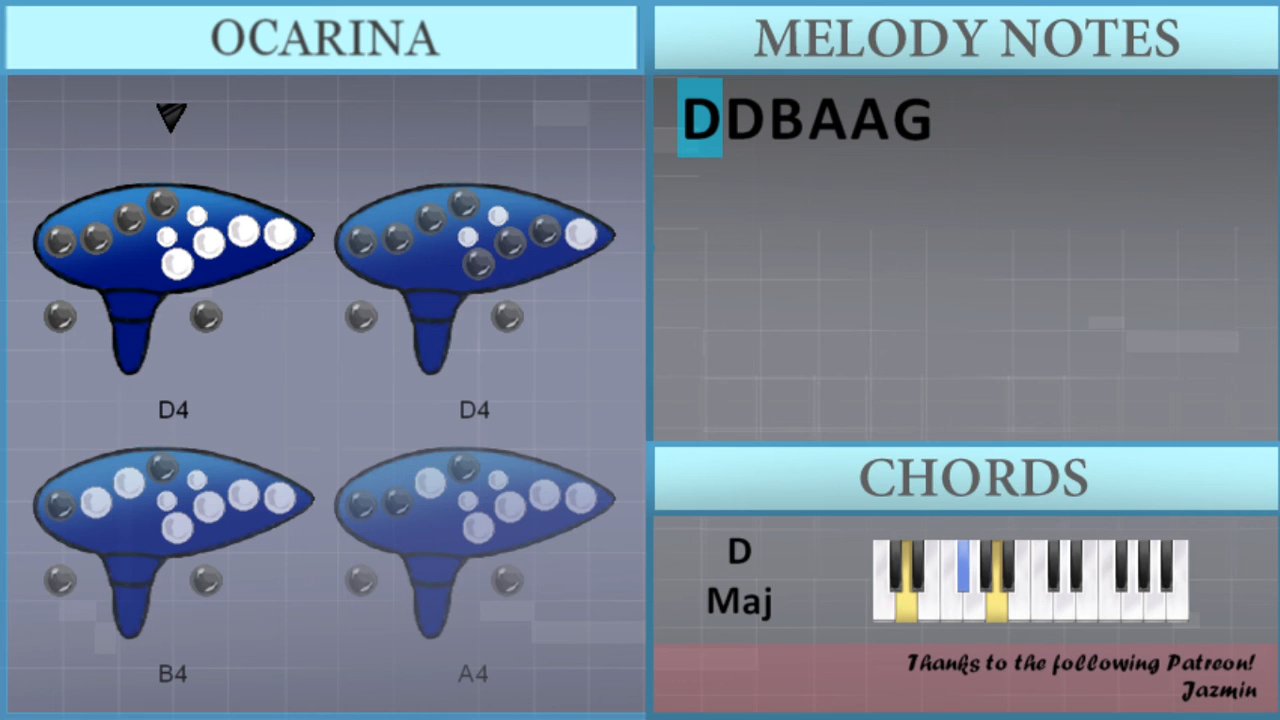 OCARINA
D4
D4
B4
A4
MELODY NOTES
DDBAAG
CHORDS
D
Maj
Thanks to the following Patreon!
Jazmin